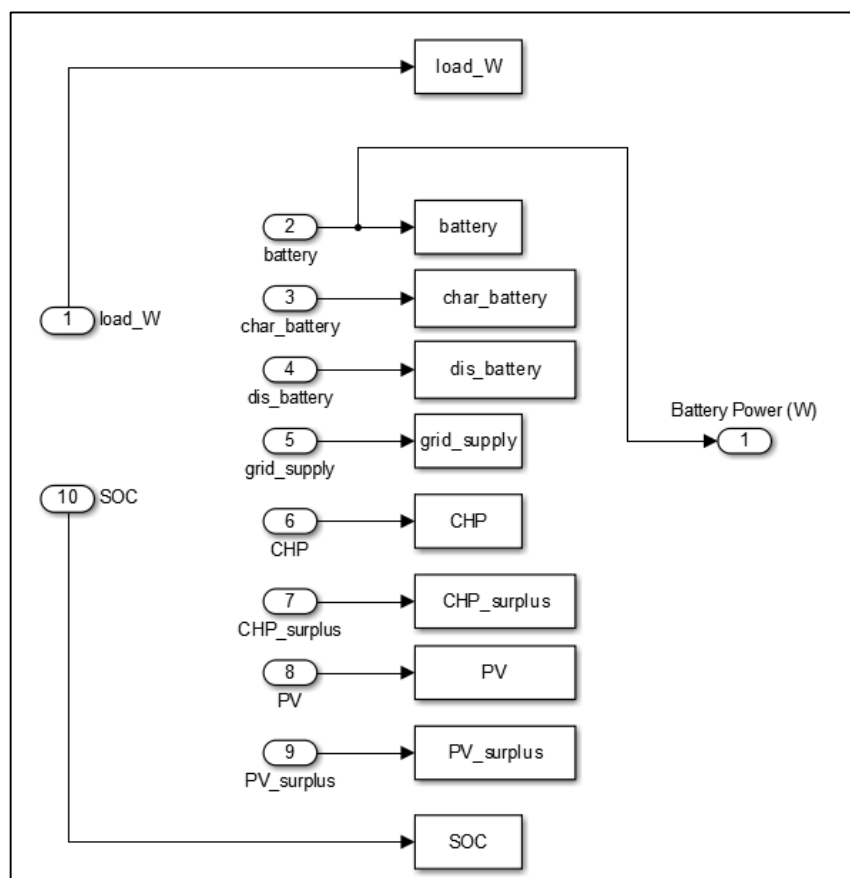 load_W
2
battery
battery
1
load_W
3
char_battery
char_battery
4
dis_battery
dis_battery
Battery Power (W)
1
5
grid_supply
grid_supply
10
SOC
6
CHP
CHP
7
CHP_surplus
CHP_surplus
8
PV
PV
9
PV_surplus
PV_surplus
SOC